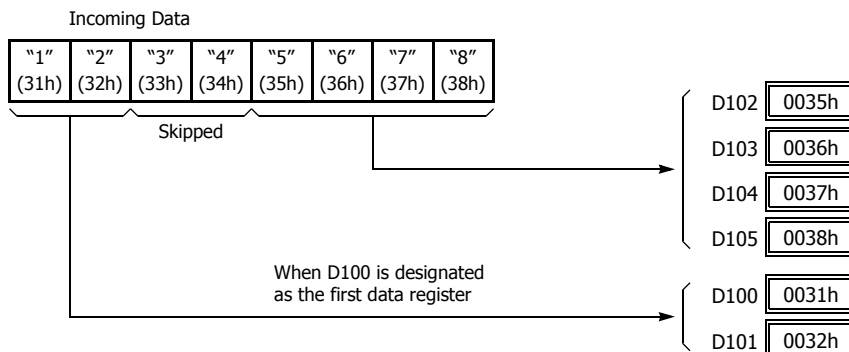 Incoming Data
“1” “2” “3” “4” “5” “6” “7” “8”
(31h) (32h) (33h) (34h) (35h) (36h) (37h) (38h)
Skipped
D102 0035h
D103 0036h
D104 0037h
D105 0038h
When D100 is designated
as the first data register
D100 0031h
D101 0032h